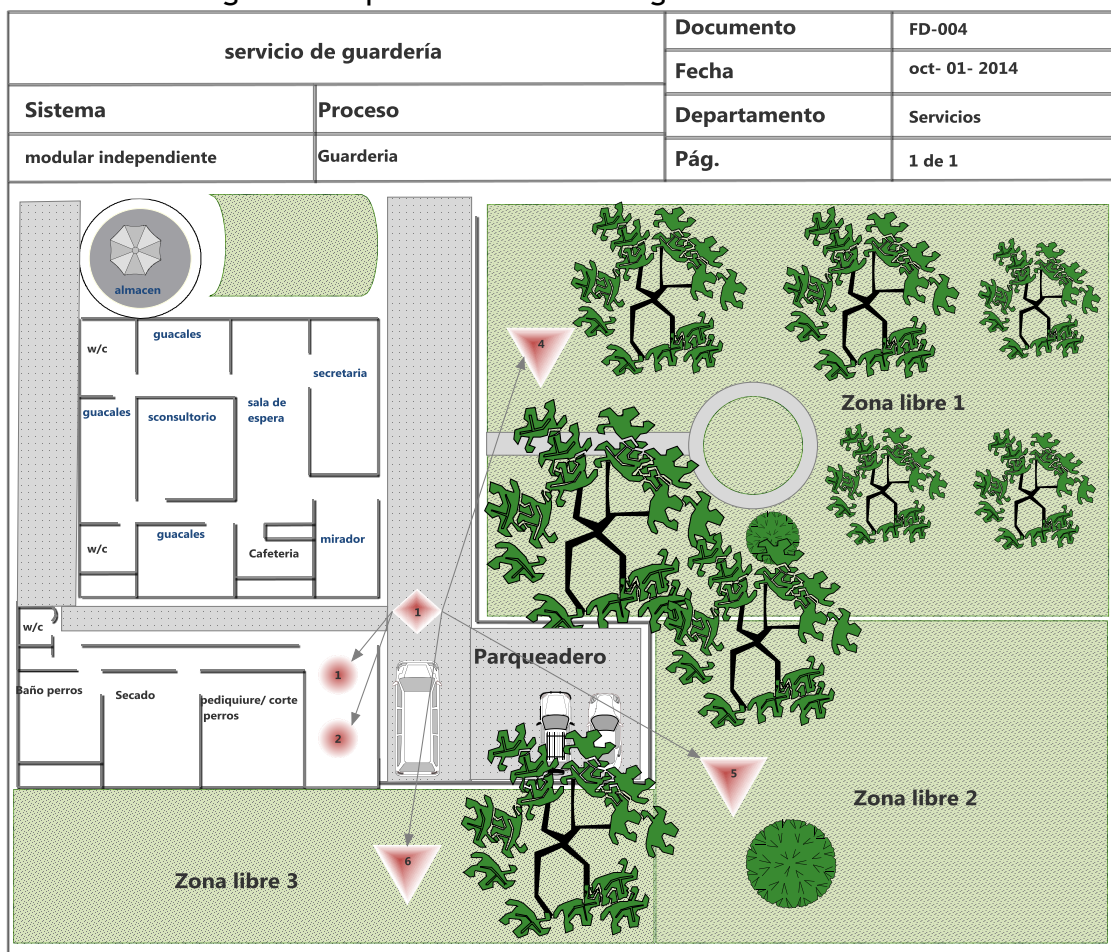 servicio de guardería
Documento
FD-004
Fecha
oct- 01- 2014
Sistema
Proceso
Departamento
Servicios
modular independiente
Guarderia
Pág.
1 de 1
almacen
w/c
guacales
secretaria
guacales
sconsultorio
sala de
espera
4
Zona libre 1
w/c
guacales
Cafeteria
mirador
1
w/c
Parqueadero
1
Baño perros
Secado
pediquiure/ corte
perros
2
5
Zona libre 2
6
Zona libre 3